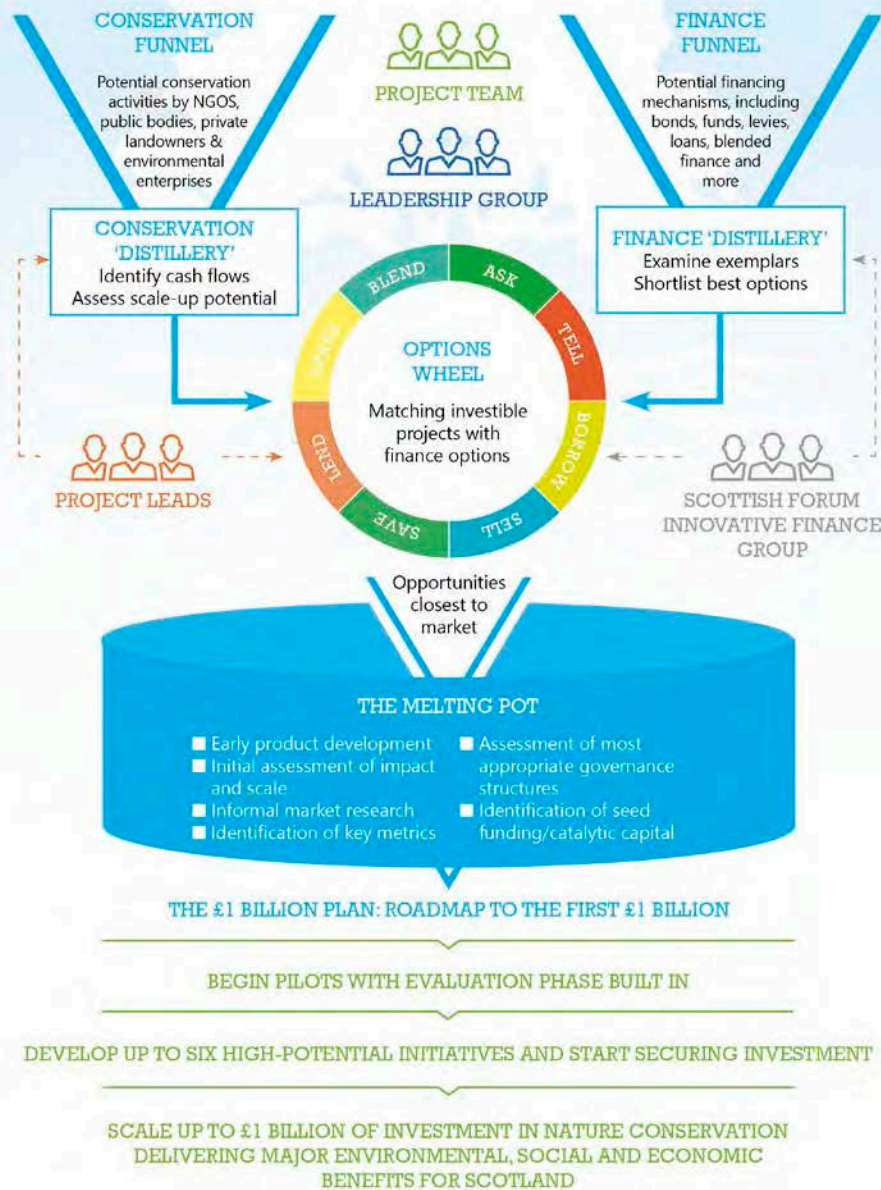 CONSERVATION
FUNNEL
Potential conservation
activities by NGOS,
public bodies, private
landowners &
environmental
enterprises
PROJECT TEAM
LEADERSHIP GROUP
FINANCE
FUNNEL
Potential financing
mechanisms, including
bonds, funds, levies,
loans, blended
finance and
more
CONSERVATION
'DISTILLERY'
Identify cash flows
Assess scale-up potential
FINANCE 'DISTILLERY'
Examine exemplars
Shortlist best options
BLEND
ASK
TELL
BORROW
SELL
SAVE
LEND
OPTIONS
WHEEL
Matching investible
projects with
finance options
PROJECT LEADS
SCOTTISH FORUM
INNOVATIVE FINANCE
GROUP
Opportunities
closest to
market
THE MELTING POT
Early product development
Initial assessment of impact
and scale
Informal market research
Identification of key metrics
Assessment of most
appropriate governance
structures
Identification of seed
funding/catalytic capital
THE £1 BILLION PLAN: ROADMAP TO THE FIRST £1 BILLION
BEGIN PILOTS WITH EVALUATION PHASE BUILT IN
DEVELOP UP TO SIX HIGH-POTENTIAL INITIATIVES AND START SECURING INVESTMENT
SCALE UP TO £1 BILLION OF INVESTMENT IN NATURE CONSERVATION
DELIVERING MAJOR ENVIRONMENTAL, SOCIAL AND ECONOMIC
BENEFITS FOR SCOTLAND